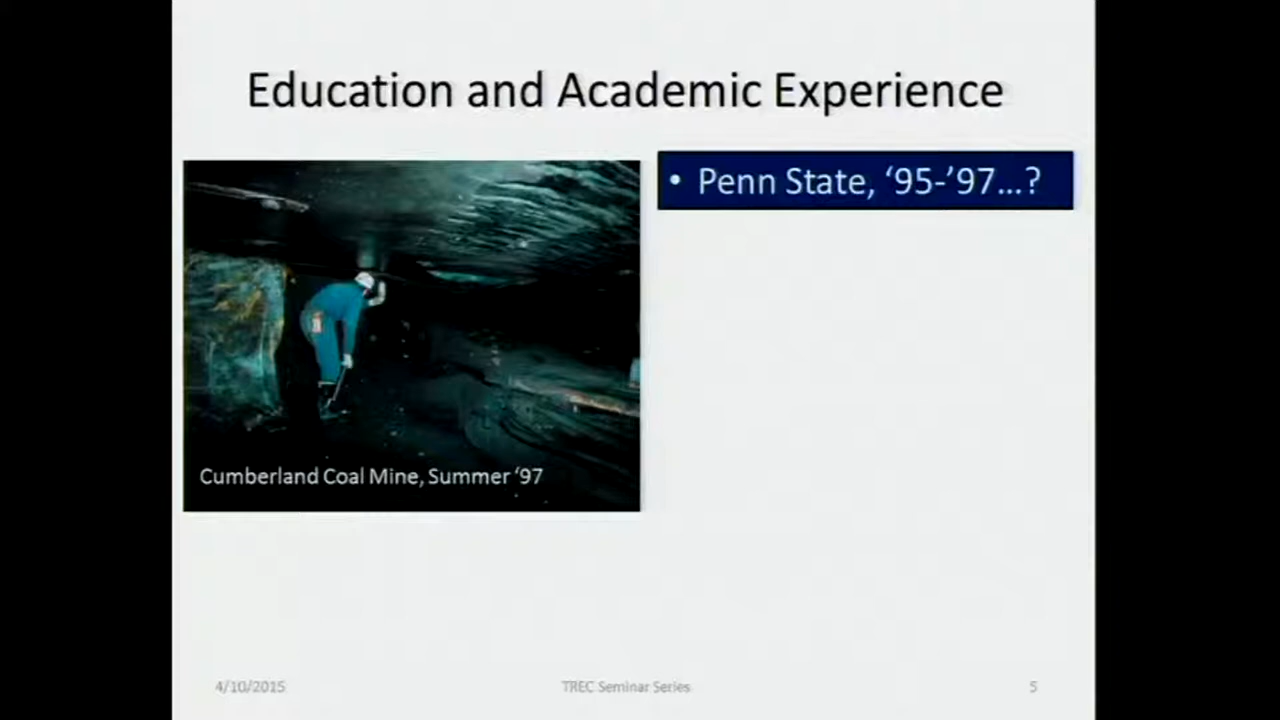 Education and Academic Experience
• Penn State, ‘95-’97…?
Cumberland Coal Mine, Summer ‘97
4/10/2015
TREC Seminar Series
5